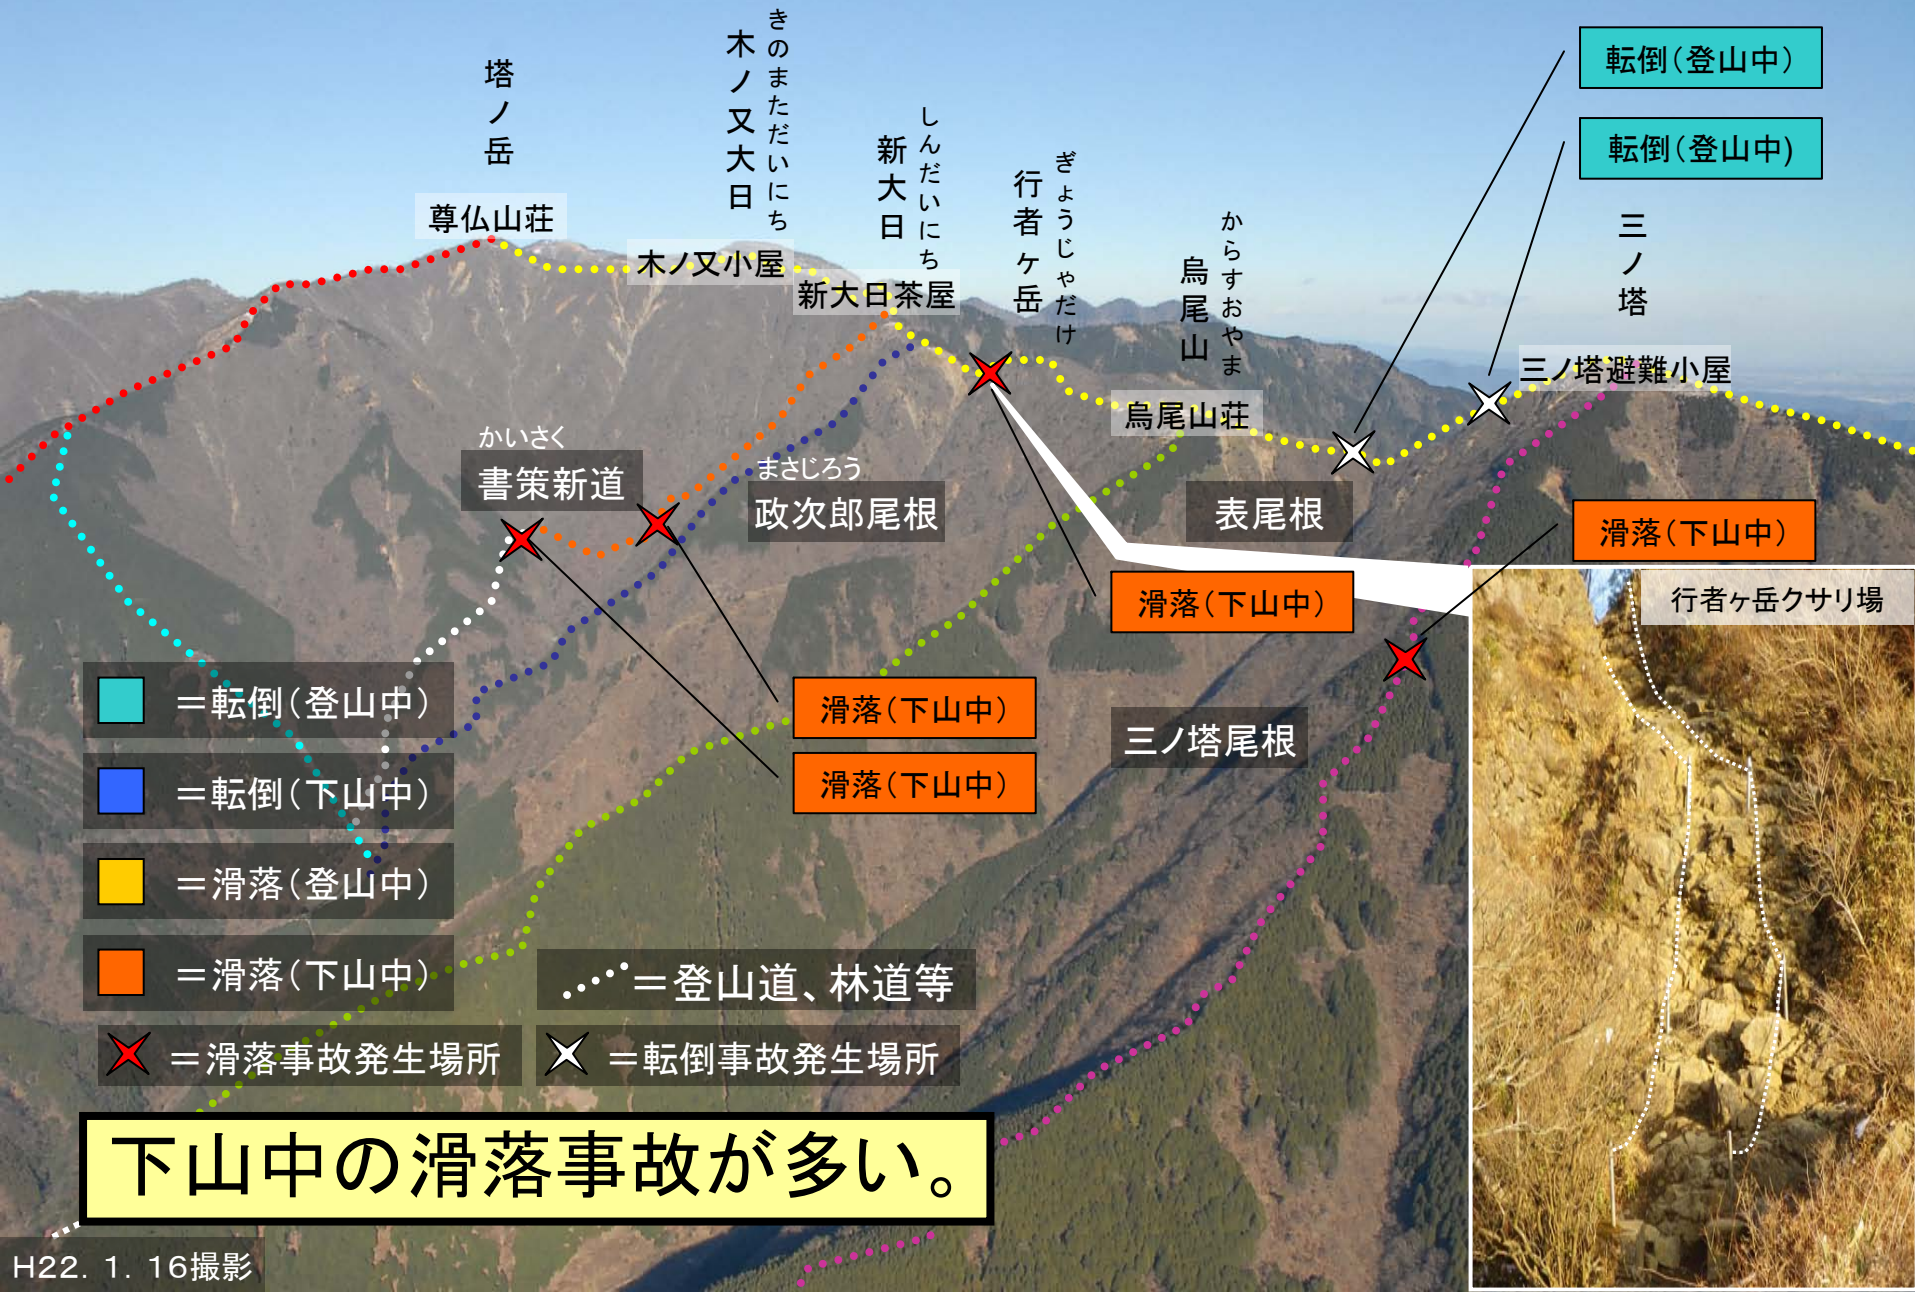 塔ノ岳
木ノ又大日
きのまただいにち
新大日
しんだいにち
行者ヶ岳
ぎょうじゃだけ
烏尾山
からすおやま
三ノ塔
転倒(登山中)
転倒(登山中)
尊仏山荘
木ノ又小屋
新大日茶屋
烏尾山荘
三ノ塔避難小屋
かいさく
書策新道
まさじろう
政次郎尾根
表尾根
滑落(下山中)
滑落(下山中)
行者ヶ岳クサリ場
滑落(下山中)
滑落(下山中)
三ノ塔尾根
＝転倒(登山中)
＝転倒(下山中)
＝滑落(登山中)
＝滑落(下山中)
＝登山道、林道等
＝滑落事故発生場所
＝転倒事故発生場所
下山中の滑落事故が多い。
H22. 1. 16撮影